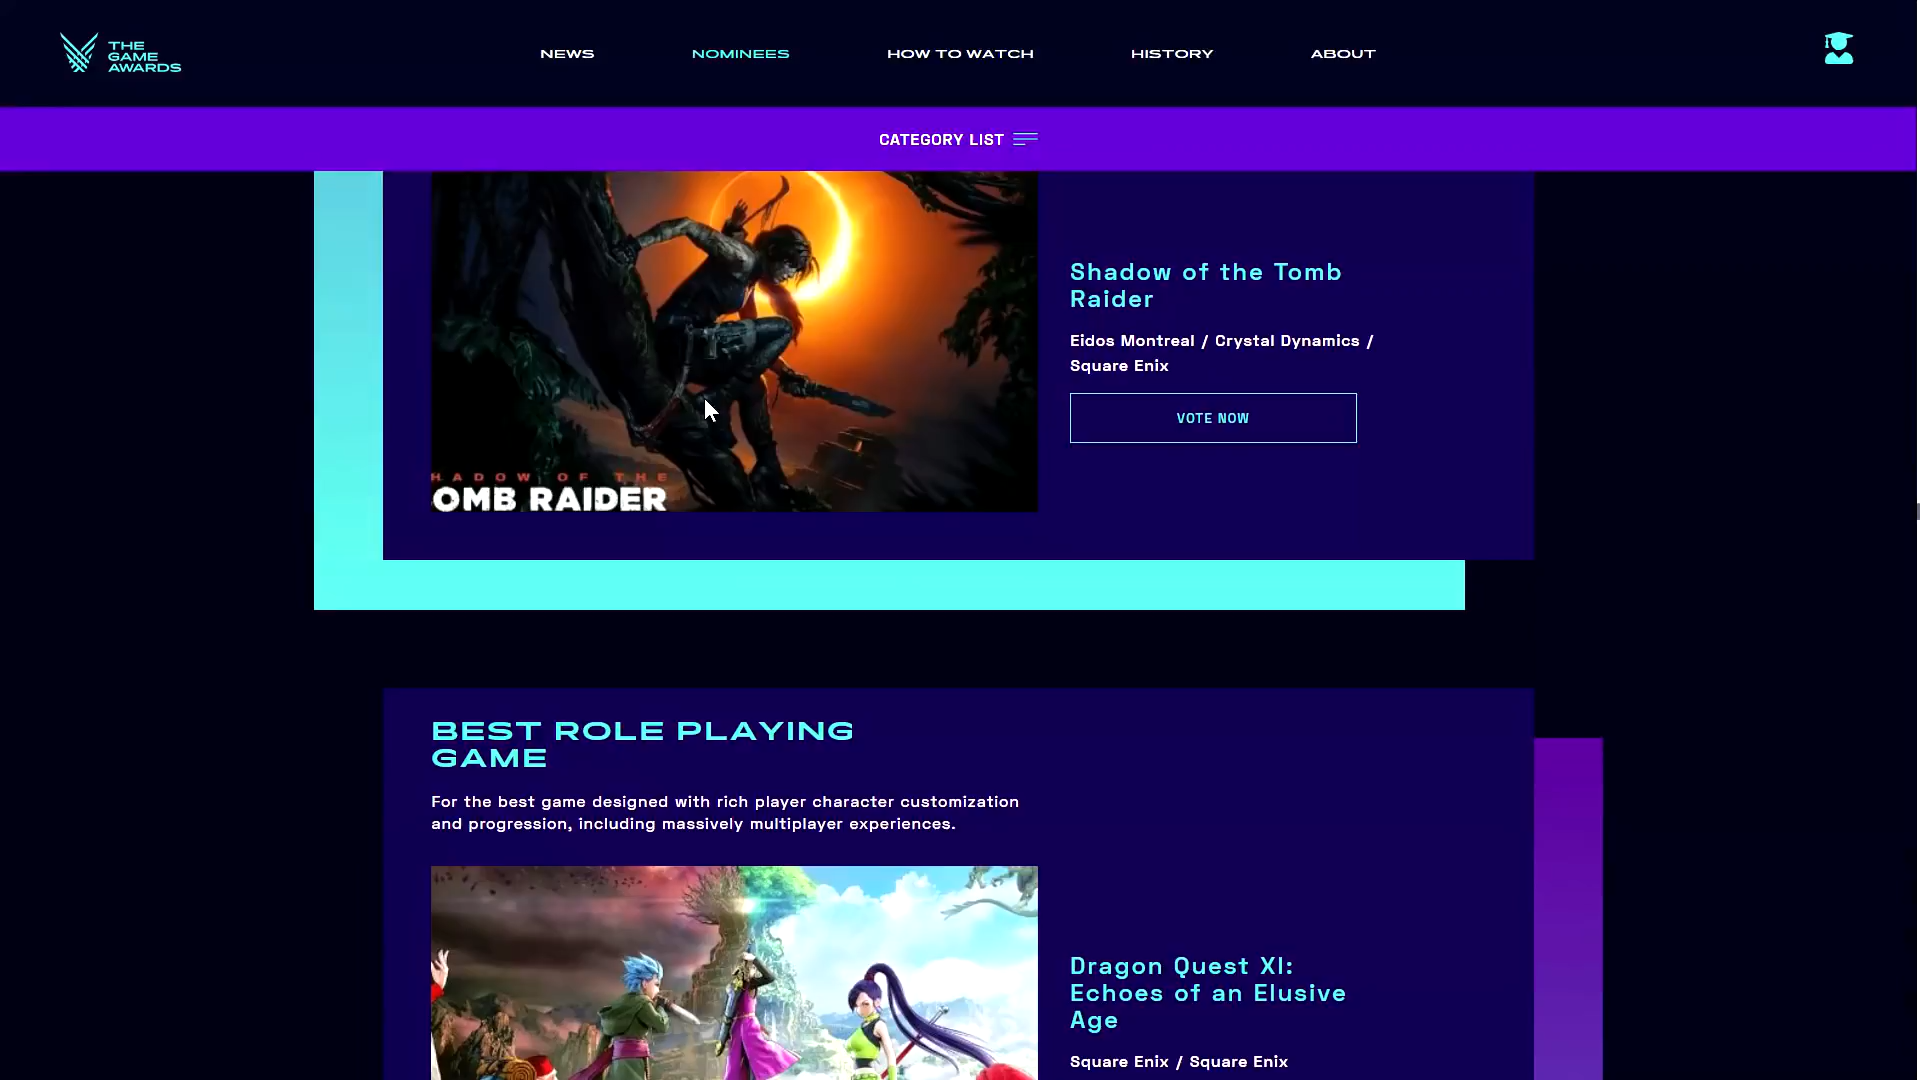 THE
GAME
AWARDS
NEWS
NOMINEES
HOW TO WATCH
HISTORY
ABOUT
CATEGORY LIST
HADOW OF THE
OMB RAIDER
Shadow of the Tomb
Raider
Eidos Montreal / Crystal Dynamics /
Square Enix
VOTE NOW
BEST ROLE PLAYING
GAME
For the best game designed with rich player character customization
and progression, including massively multiplayer experiences.
Dragon Quest XI:
Echoes of an Elusive
Age
Square Enix / Square Enix